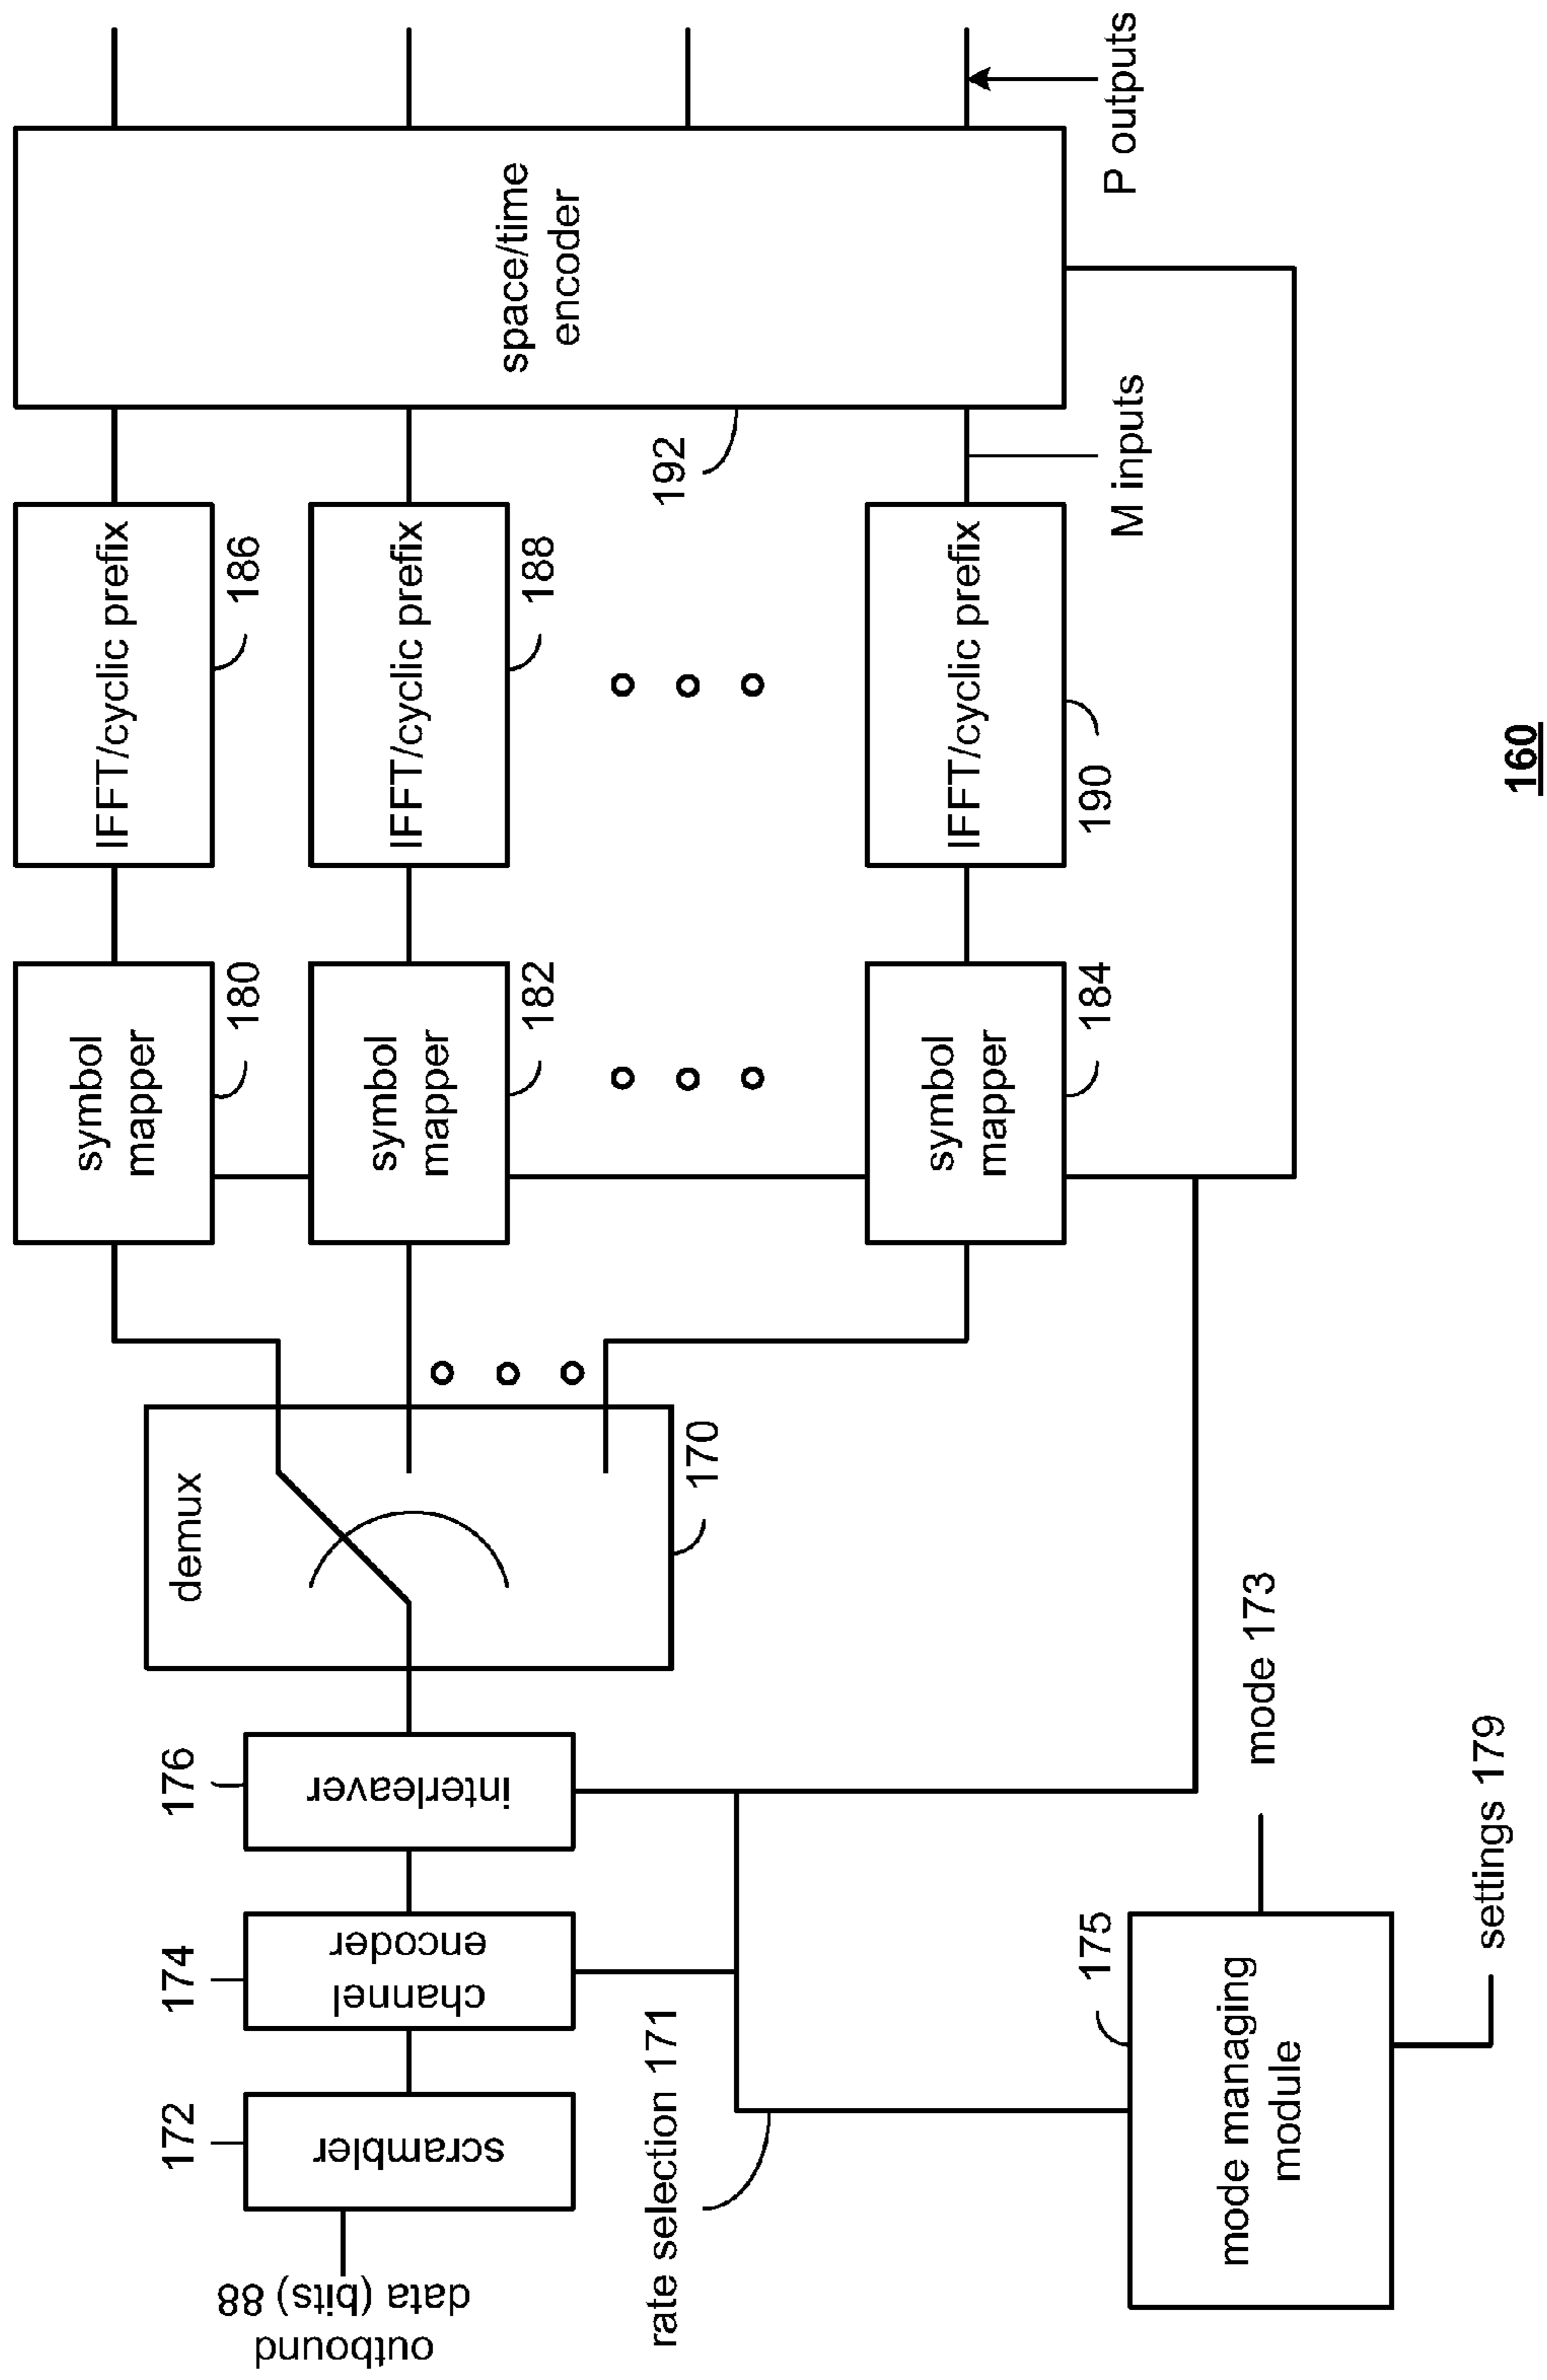 outbound
data (bits) 88
172
scrambler
174
channel
encoder
176
interleaver
demux
170
symbol
mapper
180
symbol
mapper
182
symbol
mapper
184
IFFT/cyclic prefix
186
IFFT/cyclic prefix
188
IFFT/cyclic prefix
190
192
space/time
encoder
M inputs
P outputs
rate selection 171
175
mode managing
module
mode 173
settings 179
160